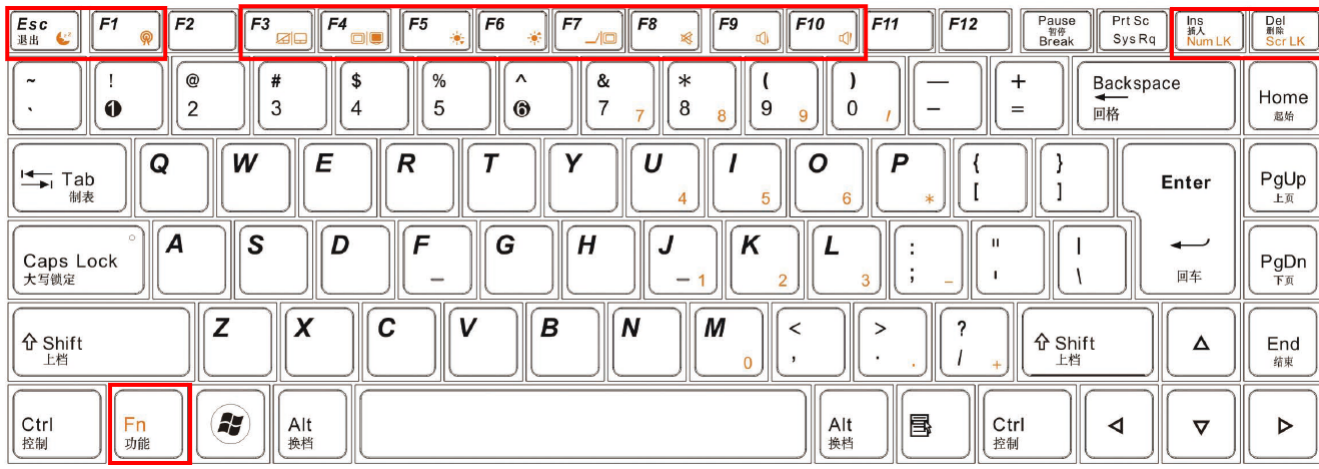 Esc
退出
F1
F2
F3
F4
F5
F6
F7
F8
F9
F10
F11
F12
Pause
暂停
Break
Prt Sc
Sys Rq
Ins
插入
Num LK
Del
删除
Scr LK
~
`
!
❶
@
2
#
3
$
4
%
5
^
❻
&
7 7
*
8 8
(
9 9
)
0 /
—
–
+
=
Backspace
回格
Home
起始
Tab
制表
Q
W
E
R
T
Y
U
4
I
5
O
6
P
*
{
[
}
]
Enter
回车
PgUp
上页
Caps Lock
大写锁定
A
S
D
F
–
G
H
J
– 1
K
2
L
3
:
; –
"
'
|
\
PgDn
下页
Shift
上档
Z
X
C
V
B
N
M
0
<
,
>
. .
?
/ +
Shift
上档
End
结束
Ctrl
控制
Fn
功能
Alt
换档
Alt
换档
Ctrl
控制